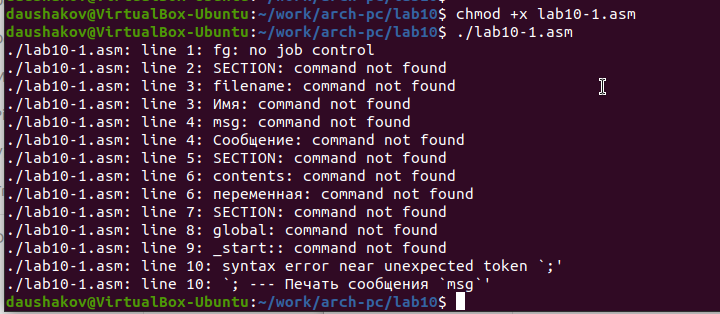 daushakov@VirtualBox-Ubuntu:~/work/arch-pc/lab10$ chmod +x lab10-1.asm
daushakov@VirtualBox-Ubuntu:~/work/arch-pc/lab10$ ./lab10-1.asm
./lab10-1.asm: line 1: fg: no job control
./lab10-1.asm: line 2: SECTION: command not found
./lab10-1.asm: line 3: filename: command not found
./lab10-1.asm: line 3: Имя: command not found
./lab10-1.asm: line 4: msg: command not found
./lab10-1.asm: line 4: Сообщение: command not found
./lab10-1.asm: line 5: SECTION: command not found
./lab10-1.asm: line 6: contents: command not found
./lab10-1.asm: line 6: переменная: command not found
./lab10-1.asm: line 7: SECTION: command not found
./lab10-1.asm: line 8: global: command not found
./lab10-1.asm: line 9: _start:: command not found
./lab10-1.asm: line 10: syntax error near unexpected token `;'
./lab10-1.asm: line 10: `; --- Печать сообщения `msg`'
daushakov@VirtualBox-Ubuntu:~/work/arch-pc/lab10$